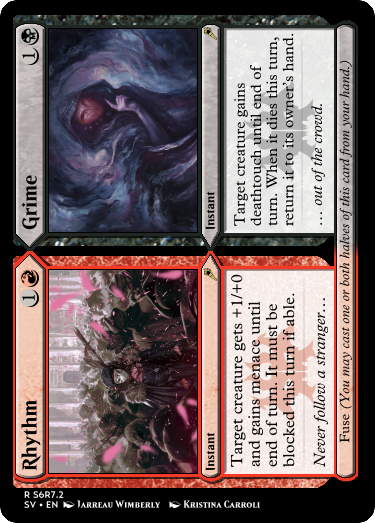 Rhythm 1
Instant
Target creature gets +1/+0
and gains menace until
end of turn. It must be
blocked this turn if able.
Never follow a stranger…
Grime 1
Instant
Target creature gains
deathtouch until end of
turn. When it dies this turn,
return it to its owner's hand.
… out of the crowd.
Fuse (You may cast one or both halves of this card from your hand.)
R S6R7.2
SV • EN Jarreau Wimberly Kristina Carroli